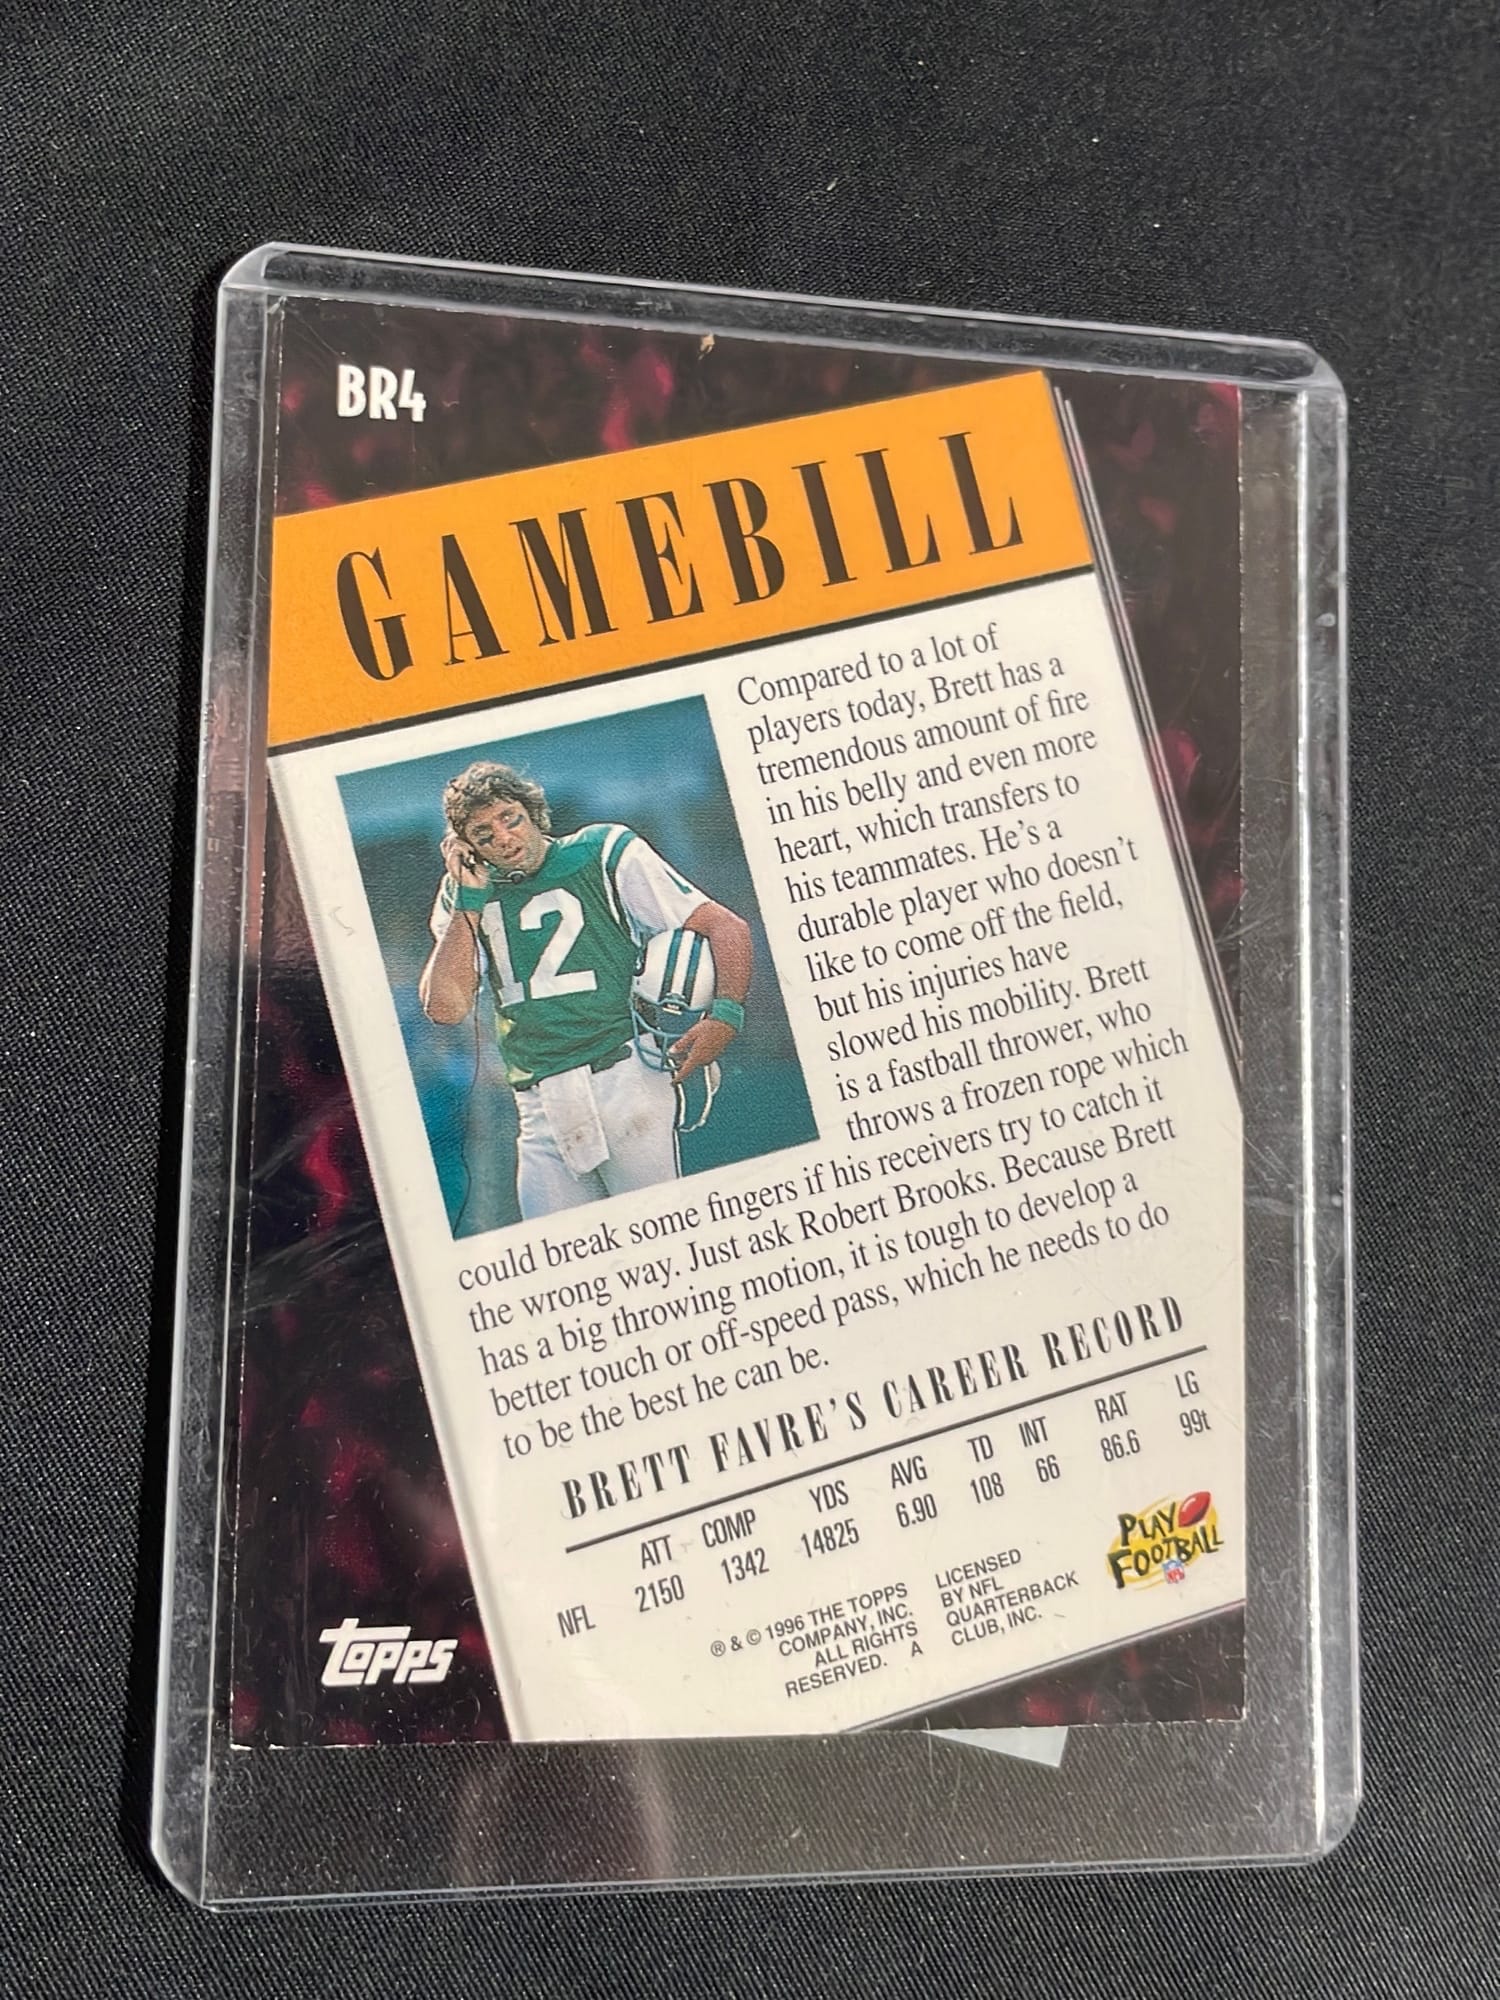 BR4
GAMEBILL
12
Compared to a lot of
players today, Brett has a
tremendous amount of fire
in his belly and even more
heart, which transfers to
his teammates. He's a
durable player who doesn't
like to come off the field,
but his injuries have
slowed his mobility. Brett
is a fastball thrower, who
throws a frozen rope which
could break some fingers if his receivers try to catch it
the wrong way. Just ask Robert Brooks. Because Brett
has a big throwing motion, it is tough to develop a
better touch or off-speed pass, which he needs to do
to be the best he can be.
BRETT FAVRE'S CAREER RECORD
ATT COMP YDS AVG TD INT RAT LG
NFL 2150 1342 14825 6.90 108 66 86.6 99t
® & © 1996 THE TOPPS
COMPANY, INC.
ALL RIGHTS
RESERVED. A
LICENSED
BY NFL
QUARTERBACK
CLUB, INC.
PLAY
FOOTBALL
NFL
TOPPS